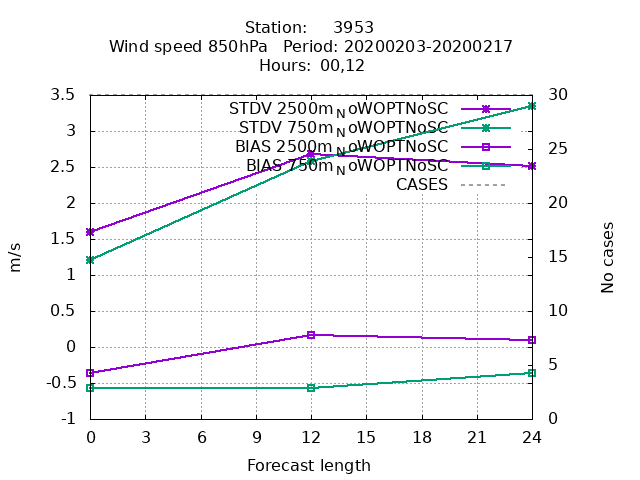 Station: 3953
Wind speed 850hPa Period: 20200203-20200217
Hours: 00,12
3.5
3
2.5
2
1.5
1
0.5
0
-0.5
-1
m/s
STDV 2500m_NoWOPTNoSC
STDV 750m_NoWOPTNoSC
BIAS 2500m_NoWOPTNoSC
BIAS 750m_NoWOPTNoSC
CASES
30
25
20
15
10
5
0
No cases
0 3 6 9 12 15 18 21 24
Forecast length